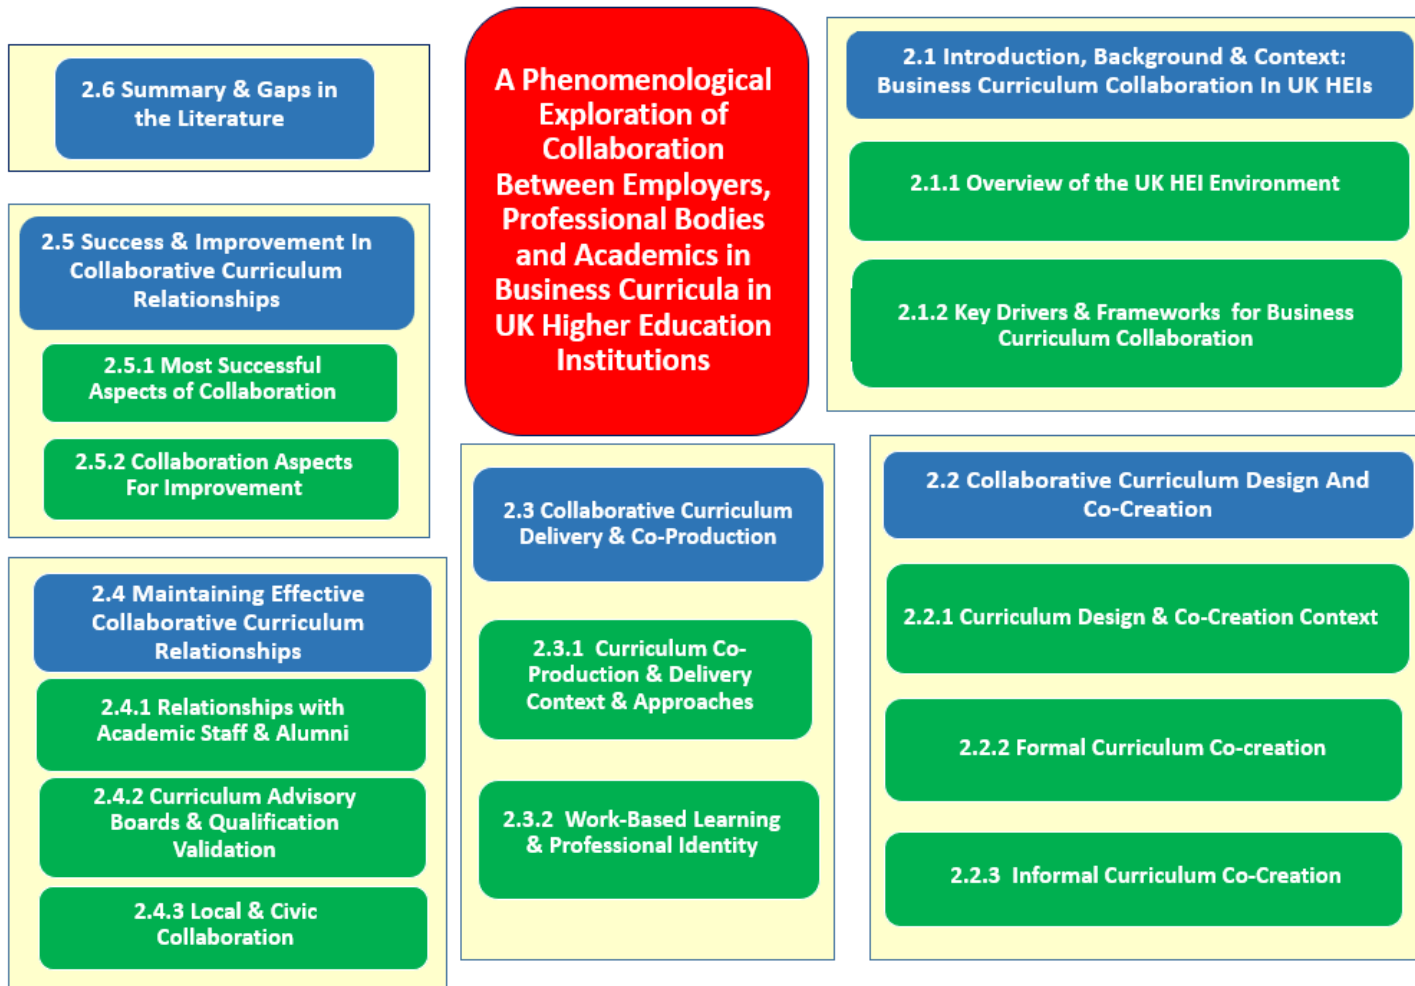 A Phenomenological
Exploration of
Collaboration
Between Employers,
Professional Bodies
and Academics in
Business Curricula in
UK Higher Education
Institutions
2.1 Introduction, Background & Context:
Business Curriculum Collaboration In UK HEIs
2.1.1 Overview of the UK HEI Environment
2.1.2 Key Drivers & Frameworks for Business
Curriculum Collaboration
2.2 Collaborative Curriculum Design And
Co-Creation
2.2.1 Curriculum Design & Co-Creation Context
2.2.2 Formal Curriculum Co-creation
2.2.3 Informal Curriculum Co-Creation
2.3 Collaborative Curriculum
Delivery & Co-Production
2.3.1 Curriculum Co-
Production & Delivery
Context & Approaches
2.3.2 Work-Based Learning
& Professional Identity
2.4 Maintaining Effective
Collaborative Curriculum
Relationships
2.4.1 Relationships with
Academic Staff & Alumni
2.4.2 Curriculum Advisory
Boards & Qualification
Validation
2.4.3 Local & Civic
Collaboration
2.5 Success & Improvement In
Collaborative Curriculum
Relationships
2.5.1 Most Successful
Aspects of Collaboration
2.5.2 Collaboration Aspects
For Improvement
2.6 Summary & Gaps in
the Literature